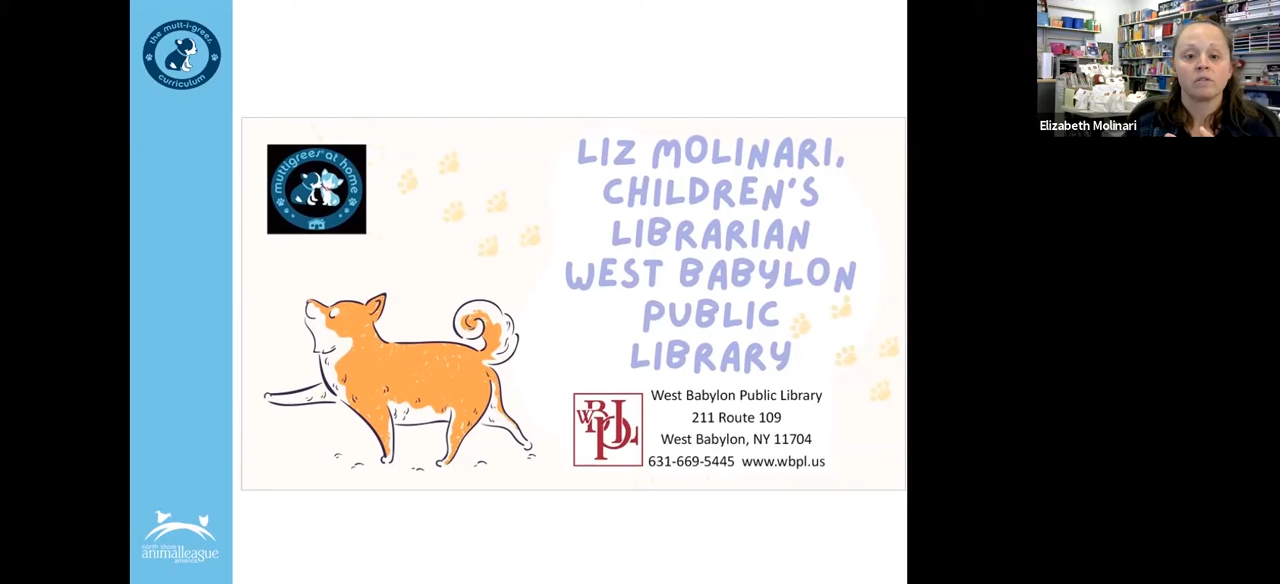 the mutt-i-grees
curriculum
muttigrees® at home
LIZ MOLINARI,
CHILDREN'S
LIBRARIAN
WEST BABYLON
PUBLIC
LIBRARY
WBPL
West Babylon Public Library
211 Route 109
West Babylon, NY 11704
631-669-5445 www.wbpl.us
north shore
animalleague
america
Elizabeth Molinari